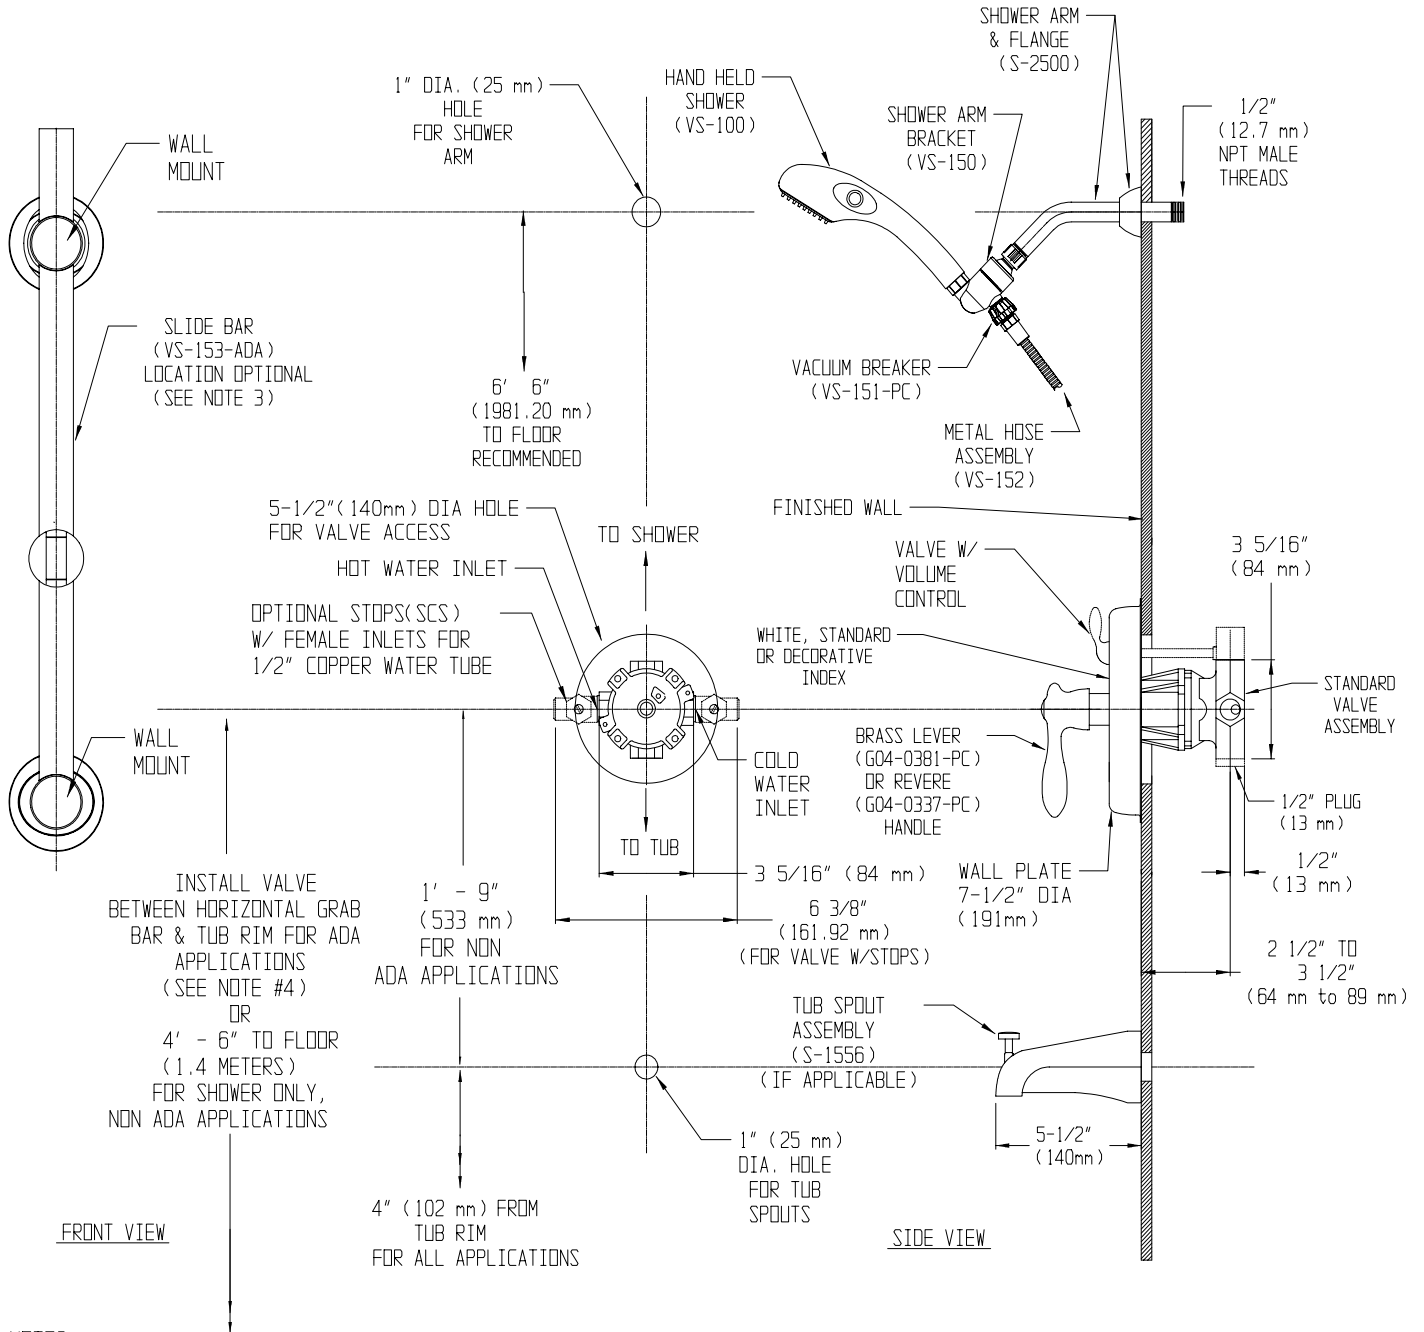 SHOWER ARM
& FLANGE
(S-2500)
1" DIA. (25 mm)
HOLE
FOR SHOWER
ARM
HAND HELD
SHOWER
(VS-100)
SHOWER ARM
BRACKET
(VS-150)
1/2"
(12.7 mm)
NPT MALE
THREADS
WALL
MOUNT
SLIDE BAR
(VS-153-ADA)
LOCATION OPTIONAL
(SEE NOTE 3)
6' 6"
(1981.20 mm)
TO FLOOR
RECOMMENDED
VACUUM BREAKER
(VS-151-PC)
METAL HOSE
ASSEMBLY
(VS-152)
5-1/2"(140mm) DIA HOLE
FOR VALVE ACCESS
TO SHOWER
FINISHED WALL
HOT WATER INLET
VALVE W/
VOLUME
CONTROL
3 5/16"
(84 mm)
OPTIONAL STOPS(SCS)
W/ FEMALE INLETS FOR
1/2" COPPER WATER TUBE
WHITE, STANDARD
OR DECORATIVE
INDEX
STANDARD
VALVE
ASSEMBLY
WALL
MOUNT
COLD
WATER
INLET
BRASS LEVER
(G04-0381-PC)
OR REVERE
(G04-0337-PC)
HANDLE
1/2" PLUG
(13 mm)
TO TUB
3 5/16" (84 mm)
WALL PLATE
7-1/2" DIA
(191mm)
1/2"
(13 mm)
INSTALL VALVE
BETWEEN HORIZONTAL GRAB
BAR & TUB RIM FOR ADA
APPLICATIONS
(SEE NOTE #4)
OR
4' - 6" TO FLOOR
(1.4 METERS)
FOR SHOWER ONLY,
NON ADA APPLICATIONS
1' - 9"
(533 mm)
FOR NON
ADA APPLICATIONS
6 3/8"
(161.92 mm)
(FOR VALVE W/STOPS)
2 1/2" TO
3 1/2"
(64 mm to 89 mm)
TUB SPOUT
ASSEMBLY
(S-1556)
(IF APPLICABLE)
1" (25 mm)
DIA. HOLE
FOR TUB
SPOUTS
5-1/2"
(140mm)
4" (102 mm) FROM
TUB RIM
FOR ALL APPLICATIONS
FRONT VIEW
SIDE VIEW